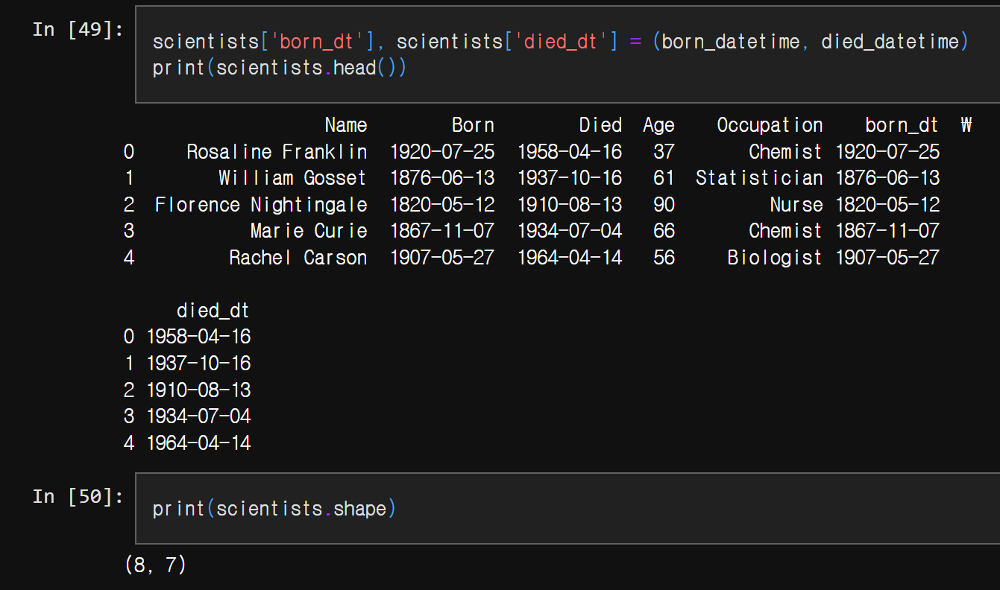 In [49]:
scientists['born_dt'], scientists['died_dt'] = (born_datetime, died_datetime)
print(scientists.head())
Name Born Died Age Occupation born_dt ₩
0 Rosaline Franklin 1920-07-25 1958-04-16 37 Chemist 1920-07-25
1 William Gosset 1876-06-13 1937-10-16 61 Statistician 1876-06-13
2 Florence Nightingale 1820-05-12 1910-08-13 90 Nurse 1820-05-12
3 Marie Curie 1867-11-07 1934-07-04 66 Chemist 1867-11-07
4 Rachel Carson 1907-05-27 1964-04-14 56 Biologist 1907-05-27
died_dt
0 1958-04-16
1 1937-10-16
2 1910-08-13
3 1934-07-04
4 1964-04-14
In [50]:
print(scientists.shape)
(8, 7)